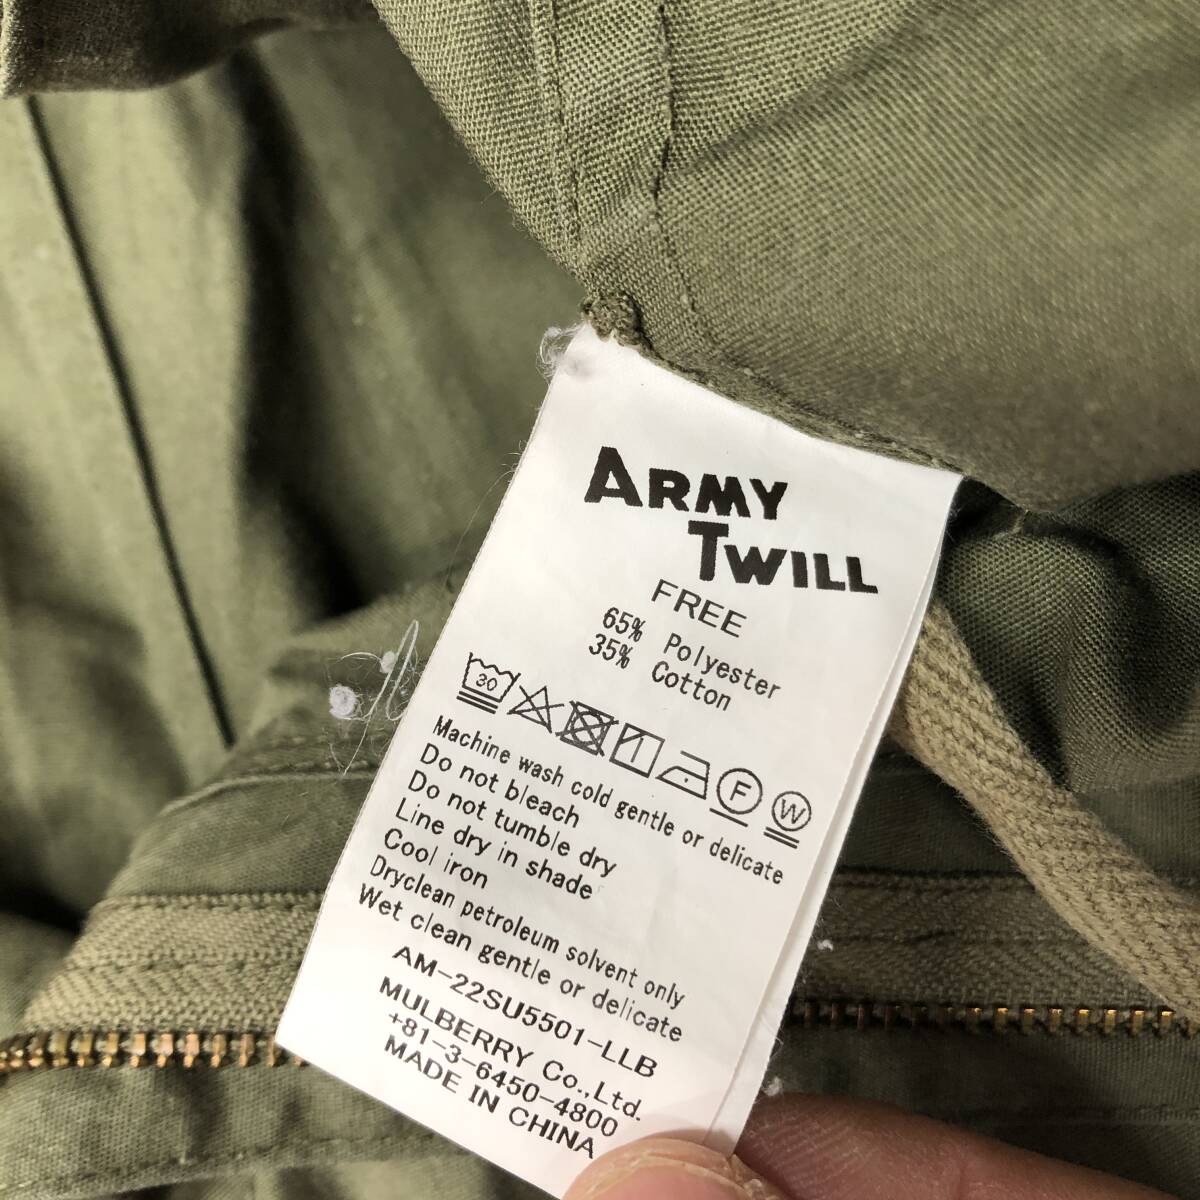 ARMY
TWILL
FREE
65% Polyester
35% Cotton
30 F W
Machine wash cold gentle or delicate
Do not bleach
Do not tumble dry
Line dry in shade
Cool iron
Dryclean petroleum solvent only
Wet clean gentle or delicate
AM-22SU5501-LLB
MULBERRY Co.,Ltd.
+81-3-6450-4800
MADE IN CHINA